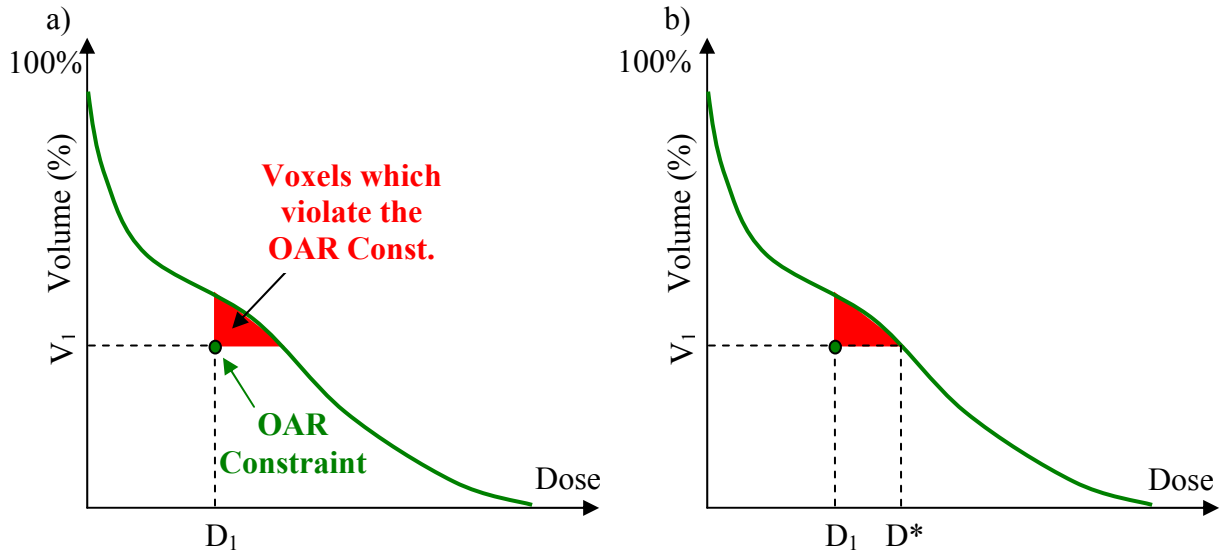 a)
100%
Volume (%)
Voxels which
violate the
OAR Const.
V₁
OAR
Constraint
Dose
D₁
b)
100%
Volume (%)
V₁
Dose
D₁
D*